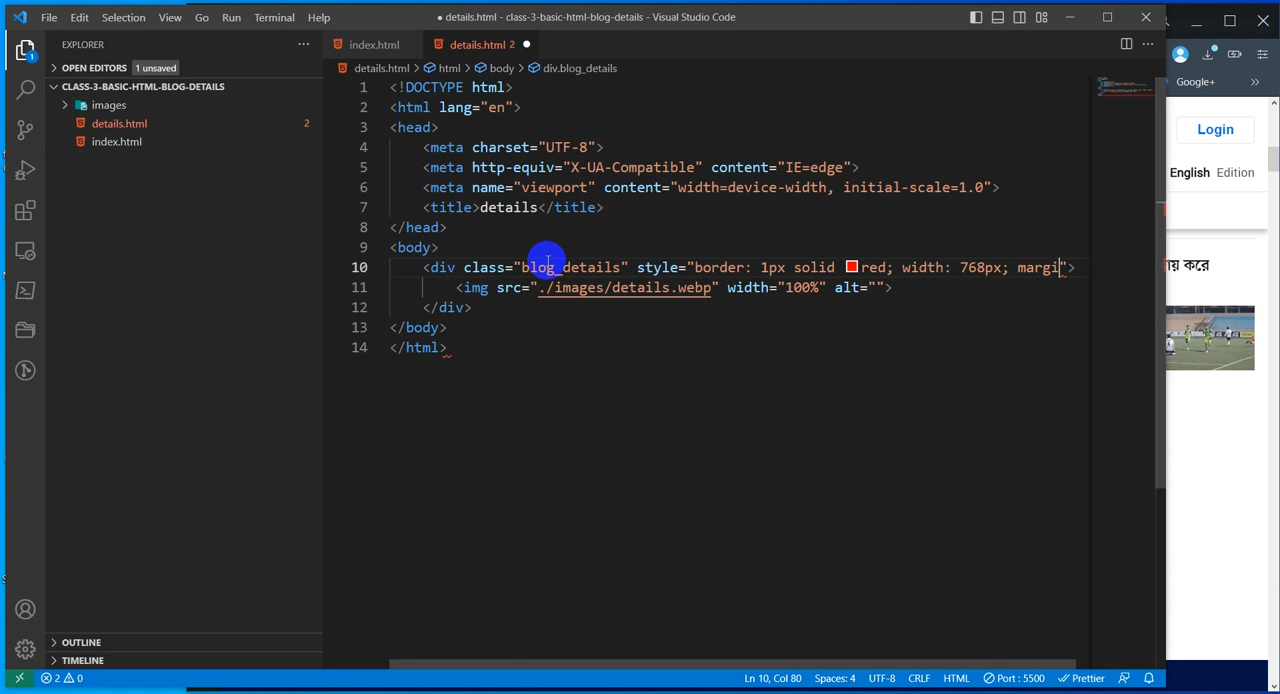 File Edit Selection View Go Run Terminal Help
● details.html - class-3-basic-html-blog-details - Visual Studio Code
EXPLORER
OPEN EDITORS 1 unsaved
CLASS-3-BASIC-HTML-BLOG-DETAILS
images
details.html 2
index.html
OUTLINE
TIMELINE
index.html
details.html 2
details.html > html > body > div.blog_details
1 <!DOCTYPE html>
2 <html lang="en">
3 <head>
4 <meta charset="UTF-8">
5 <meta http-equiv="X-UA-Compatible" content="IE=edge">
6 <meta name="viewport" content="width=device-width, initial-scale=1.0">
7 <title>details</title>
8 </head>
9 <body>
10 <div class="blog_details" style="border: 1px solid red; width: 768px; margi">
11 <img src="./images/details.webp" width="100%" alt="">
12 </div>
13 </body>
14 </html>
Google+
Login
English Edition
করে
2 0
Ln 10, Col 80 Spaces: 4 UTF-8 CRLF HTML Port : 5500 Prettier